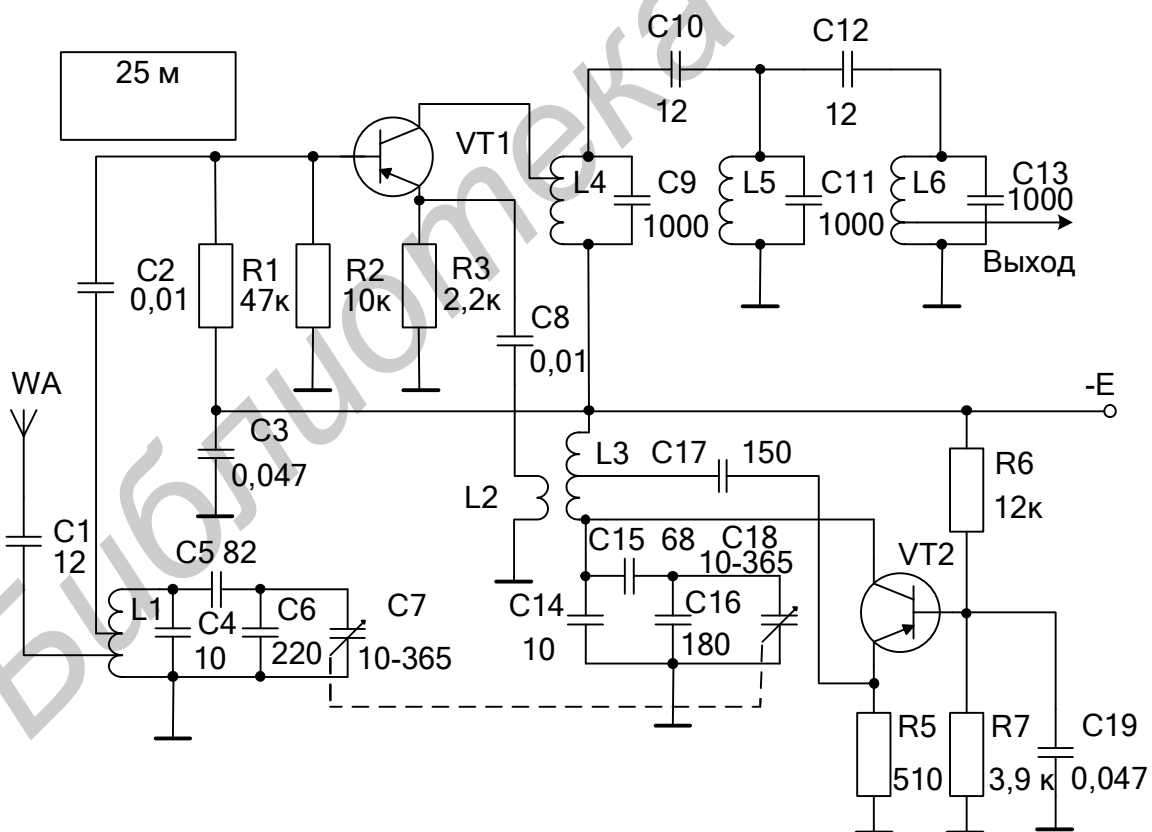 25 м
C10
12
C12
12
VT1
L4
C9
1000
L5
C11
1000
L6
C13
1000
Выход
C2
0,01
R1
47к
R2
10к
R3
2,2к
C8
0,01
WA
-E
C3
0,047
L3
C17
150
R6
12к
L2
C1
12
C5 82
C15
68
C18
10-365
VT2
L1
C4
10
C6
220
C7
10-365
C14
10
C16
180
R5
510
R7
3,9 к
C19
0,047
Библиотека